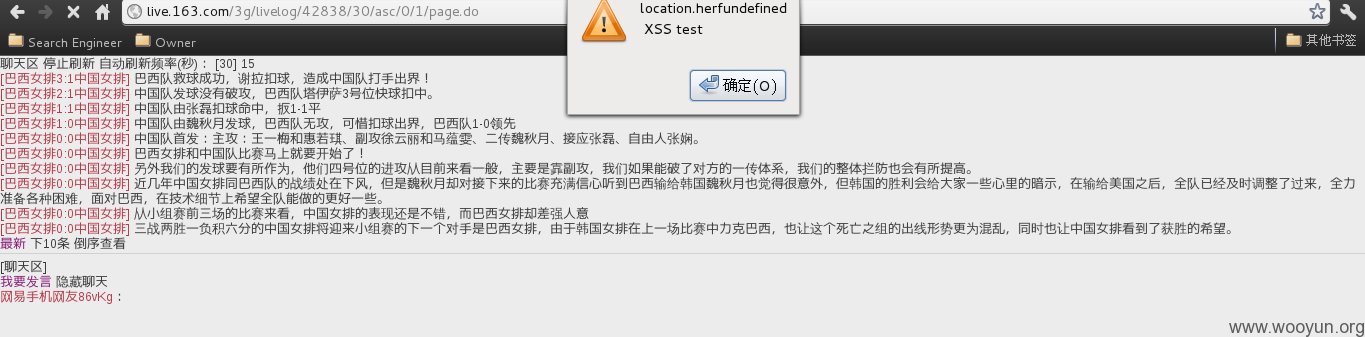 live.163.com/3g/livelog/42838/30/asc/0/1/page.do
location.herfundefined
XSS test
确定(O)
Search Engineer
Owner
其他书签
聊天区 停止刷新 自动刷新频率(秒)： [30] 15
[巴西女排3:1中国女排] 巴西队救球成功，谢拉扣球，造成中国队打手出界！
[巴西女排2:1中国女排] 中国队发球没有破攻，巴西队塔伊萨3号位快球扣中。
[巴西女排1:1中国女排] 中国队由张磊扣球命中，扳1-1平
[巴西女排1:0中国女排] 中国队由魏秋月发球，巴西队无攻，可惜扣球出界，巴西队1-0领先
[巴西女排0:0中国女排] 中国队首发：主攻：王一梅和惠若琪、副攻徐云丽和马蕴雯、二传魏秋月、接应张磊、自由人张娴。
[巴西女排0:0中国女排] 巴西女排和中国队比赛马上就要开始了！
[巴西女排0:0中国女排] 另外我们的发球要有所作为，他们四号位的进攻从目前来看一般，主要是靠副攻，我们如果能破了对方的一传体系，我们的整体拦防也会有所提高。
[巴西女排0:0中国女排] 近几年中国女排同巴西队的战绩处在下风，但是魏秋月却对接下来的比赛充满信心听到巴西输给韩国魏秋月也觉得很意外，但韩国的胜利会给大家一些心里的暗示，在输给美国之后，全队已经及时调整了过来，全力
准备各种困难，面对巴西，在技术细节上希望全队能做的更好一些。
[巴西女排0:0中国女排] 从小组赛前三场的比赛来看，中国女排的表现还是不错，而巴西女排却差强人意
[巴西女排0:0中国女排] 三战两胜一负积六分的中国女排将迎来小组赛的下一个对手是巴西女排，由于韩国女排在上一场比赛中力克巴西，也让这个死亡之组的出线形势更为混乱，同时也让中国女排看到了获胜的希望。
最新 下10条 倒序查看
[聊天区]
我要发言 隐藏聊天
网易手机网友86vKg：
www.wooyun.org